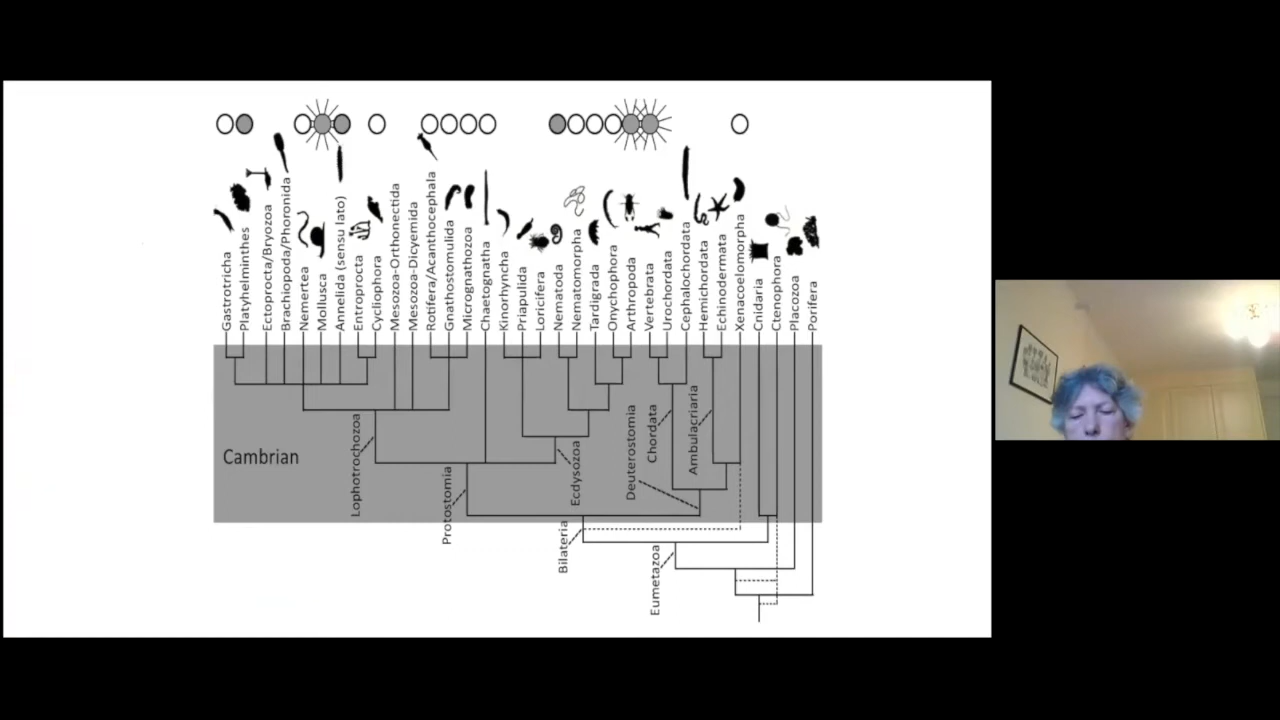 Gastrotricha
Platyhelminthes
Ectoprocta/Bryozoa
Brachiopoda/Phoronida
Nemertea
Mollusca
Annelida (sensu lato)
Entroprocta
Cycliophora
Mesozoa-Orthonectida
Mesozoa-Dicyemida
Rotifera/Acanthocephala
Gnathostomulida
Micrognathozoa
Chaetognatha
Kinorhyncha
Priapulida
Loricifera
Nematoda
Nematomorpha
Tardigrada
Onychophora
Arthropoda
Vertebrata
Urochordata
Cephalochordata
Hemichordata
Echinodermata
Xenacoelomorpha
Cnidaria
Ctenophora
Placozoa
Porifera
Cambrian
Lophotrochozoa
Protostomia
Ecdysozoa
Deuterostomia
Chordata
Ambulacriaria
Bilateria
Eumetazoa